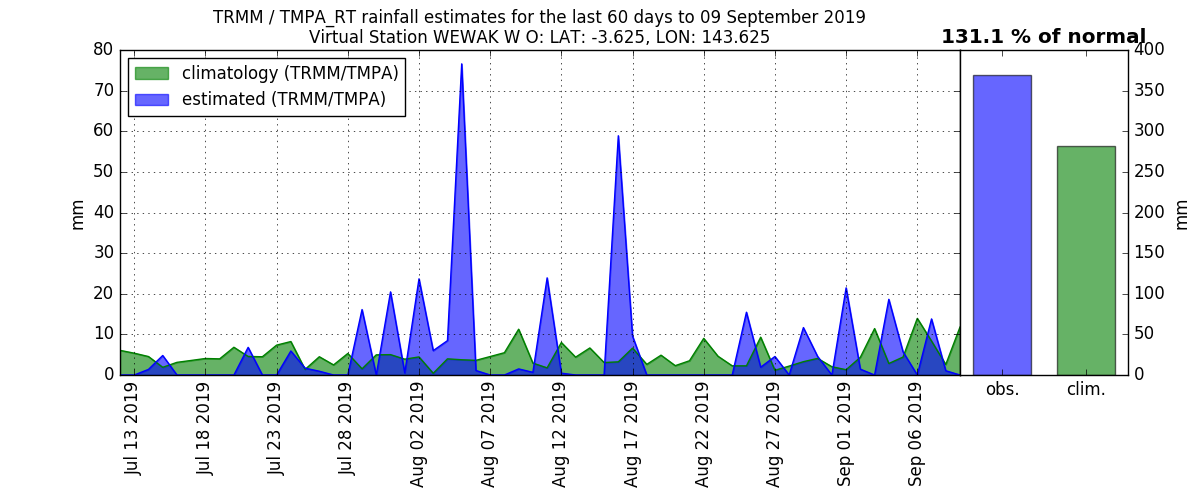 TRMM / TMPA_RT rainfall estimates for the last 60 days to 09 September 2019
Virtual Station WEWAK W O: LAT: -3.625, LON: 143.625
131.1 % of normal
climatology (TRMM/TMPA)
estimated (TRMM/TMPA)
80
70
60
50
40
30
20
10
0
mm
Jul 13 2019
Jul 18 2019
Jul 23 2019
Jul 28 2019
Aug 02 2019
Aug 07 2019
Aug 12 2019
Aug 17 2019
Aug 22 2019
Aug 27 2019
Sep 01 2019
Sep 06 2019
obs.
clim.
400
350
300
250
200
150
100
50
0
mm